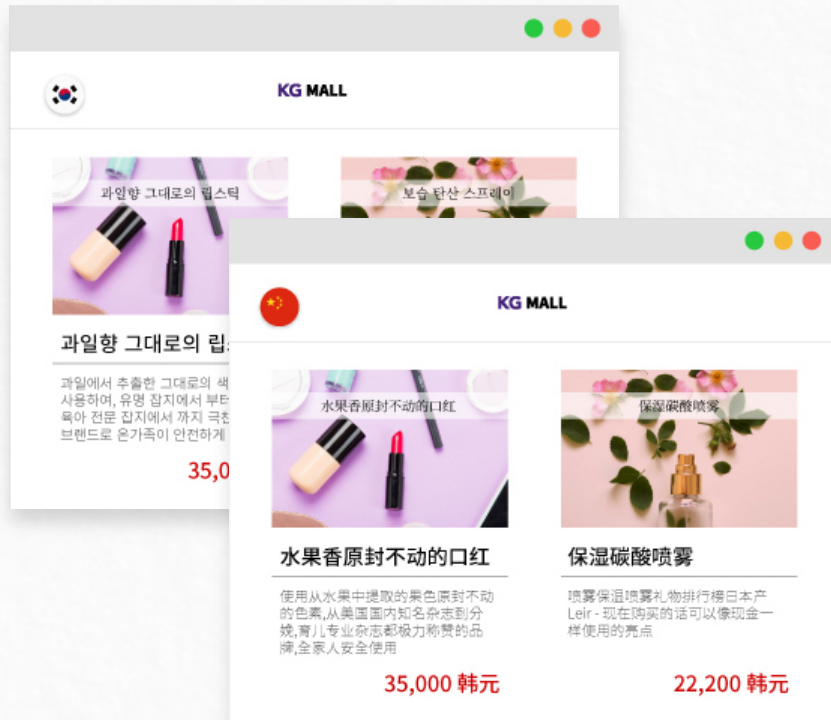 KG MALL
과일향 그대로의 립스틱
보습 탄산 스프레이
과일향 그대로의
과일에서 추출한 그대로의 색
사용하여, 유명 잡지에서 부터
육아 전문 잡지에서 까지 극찬
브랜드로 온가족이 안전하게
35,0
KG MALL
水果香原封不动的口红
保湿碳酸喷雾
水果香原封不动的口红
使用从水果中提取的果色原封不动
的色素,从美国国内知名杂志到分
娩,育儿专业杂志都极力称赞的品
牌,全家人安全使用
35,000 韩元
保湿碳酸喷雾
喷雾保温喷雾礼物排行榜日本产
Leir - 现在购买的话可以像现金一
样使用的亮点
22,200 韩元